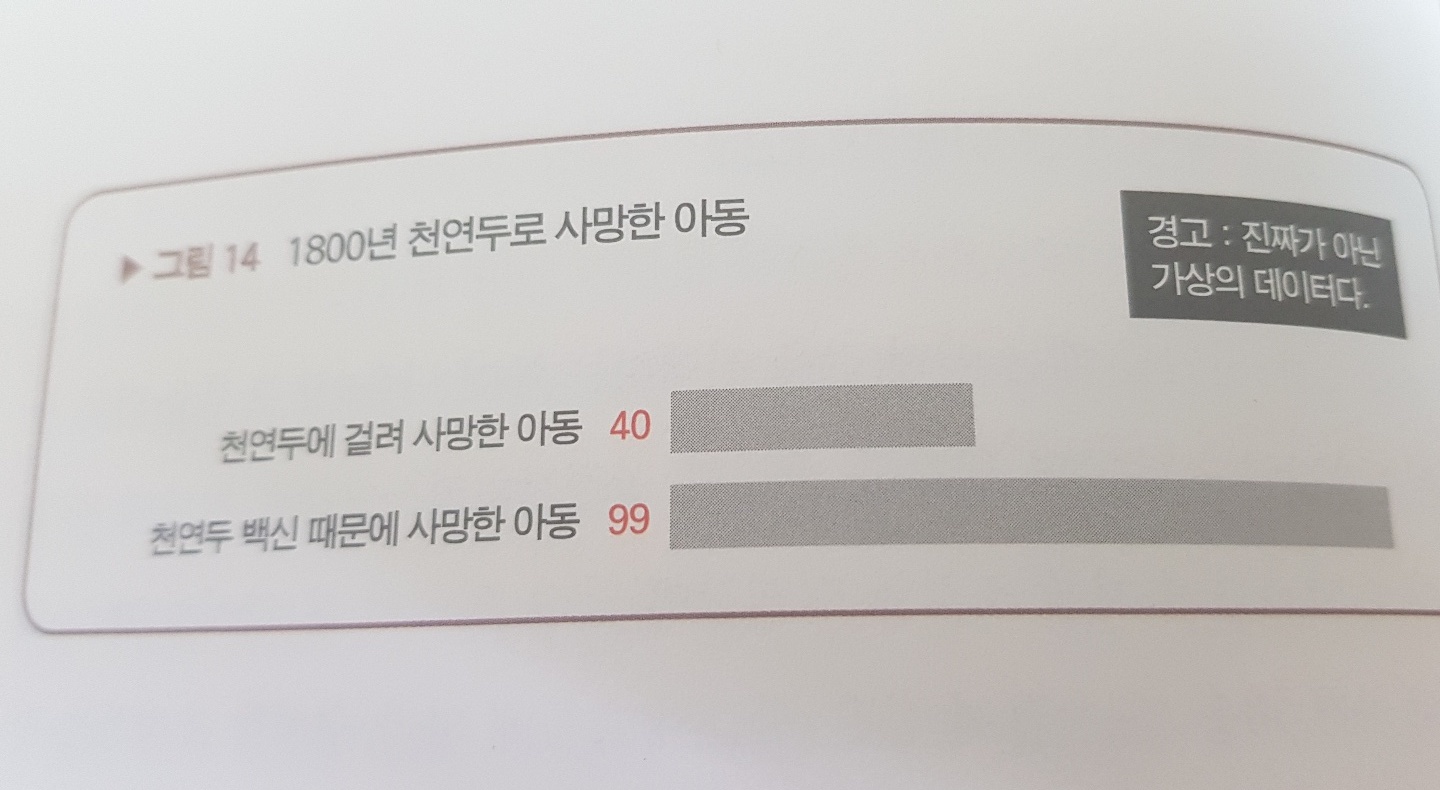 ▶ 그림 14 1800년 천연두로 사망한 아동
경고 : 진짜가 아닌
가상의 데이터다.
천연두에 걸려 사망한 아동 40
천연두 백신 때문에 사망한 아동 99